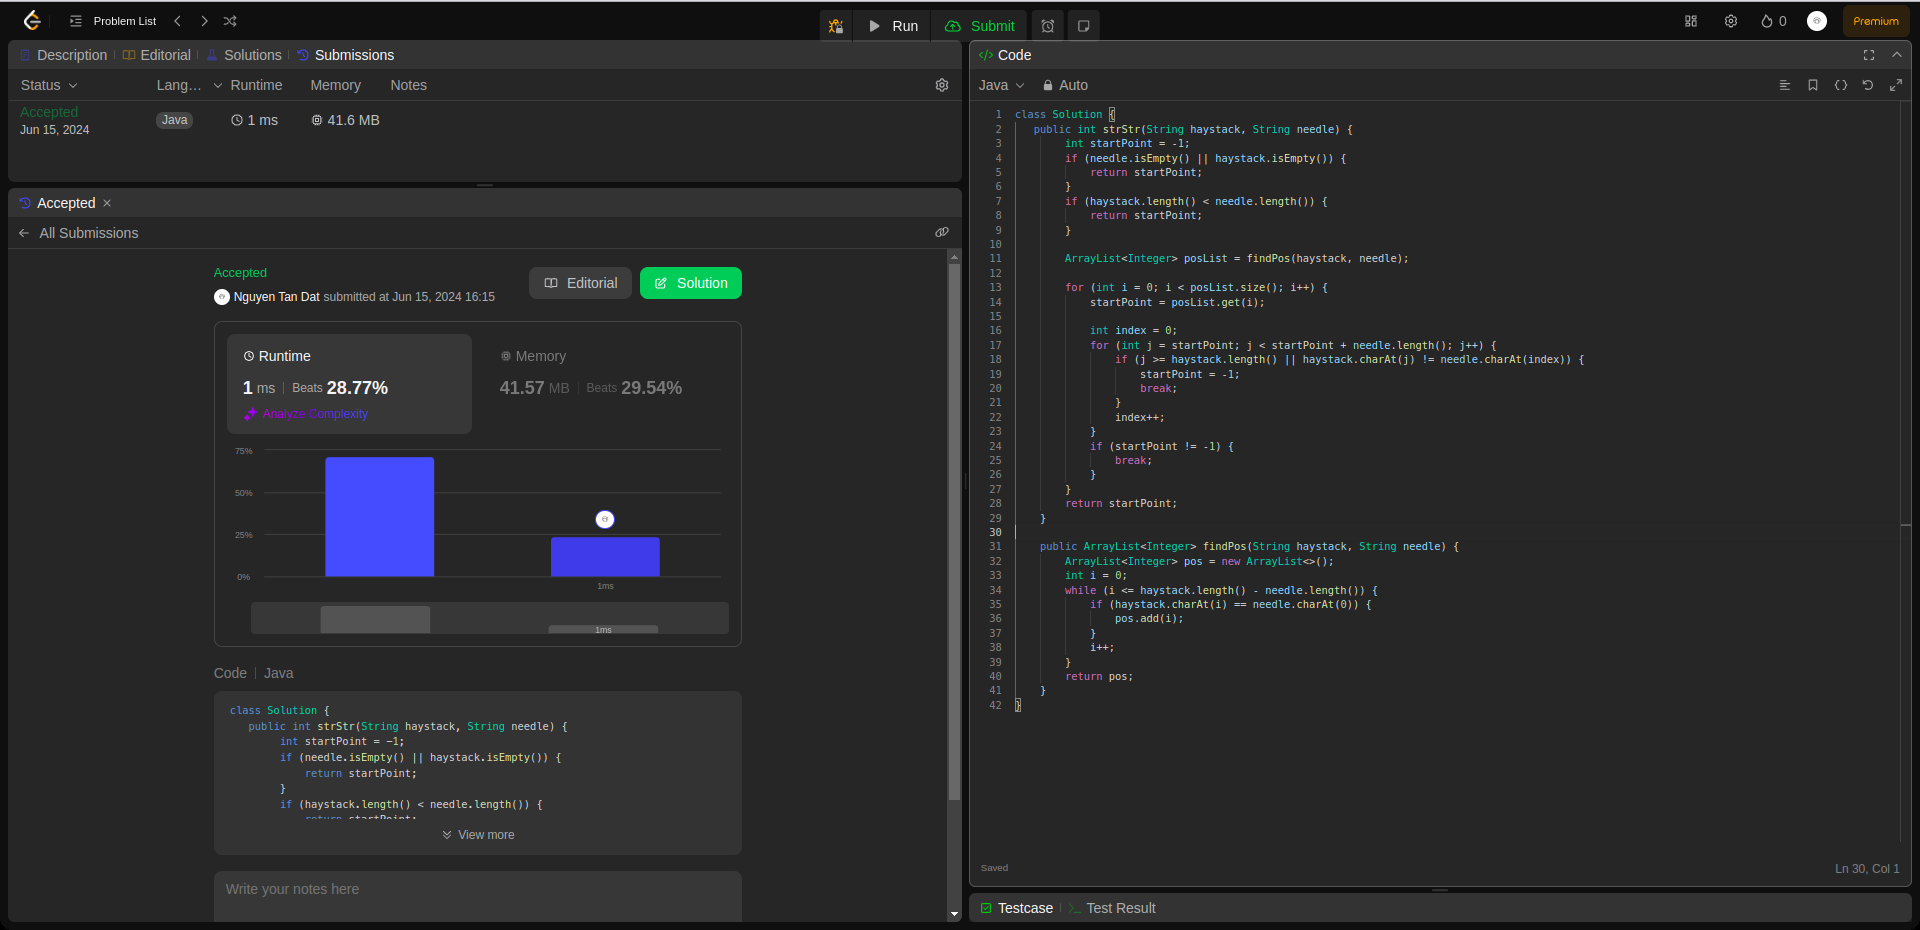 Problem List
Run
Submit
0
Premium
Description
Editorial
Solutions
Submissions
Status
Lang...
Runtime
Memory
Notes
Accepted
Jun 15, 2024
Java
1 ms
41.6 MB
Accepted
All Submissions
Accepted
Nguyen Tan Dat submitted at Jun 15, 2024 16:15
Editorial
Solution
Runtime
1 ms | Beats 28.77%
Analyze Complexity
Memory
41.57 MB | Beats 29.54%
75%
50%
25%
0%
1ms
1ms
Code | Java
class Solution {
   public int strStr(String haystack, String needle) {
        int startPoint = -1;
        if (needle.isEmpty() || haystack.isEmpty()) {
            return startPoint;
        }
        if (haystack.length() < needle.length()) {
            return startPoint;
View more
Write your notes here
</> Code
Java
Auto
1 class Solution {
2    public int strStr(String haystack, String needle) {
3         int startPoint = -1;
4         if (needle.isEmpty() || haystack.isEmpty()) {
5             return startPoint;
6         }
7         if (haystack.length() < needle.length()) {
8             return startPoint;
9         }
10
11         ArrayList<Integer> posList = findPos(haystack, needle);
12
13         for (int i = 0; i < posList.size(); i++) {
14             startPoint = posList.get(i);
15
16             int index = 0;
17             for (int j = startPoint; j < startPoint + needle.length(); j++) {
18                 if (j >= haystack.length() || haystack.charAt(j) != needle.charAt(index)) {
19                     startPoint = -1;
20                     break;
21                 }
22                 index++;
23             }
24             if (startPoint != -1) {
25                 break;
26             }
27         }
28         return startPoint;
29     }
30
31     public ArrayList<Integer> findPos(String haystack, String needle) {
32         ArrayList<Integer> pos = new ArrayList<>();
33         int i = 0;
34         while (i <= haystack.length() - needle.length()) {
35             if (haystack.charAt(i) == needle.charAt(0)) {
36                 pos.add(i);
37             }
38             i++;
39         }
40         return pos;
41     }
42 }
Saved
Ln 30, Col 1
Testcase
Test Result